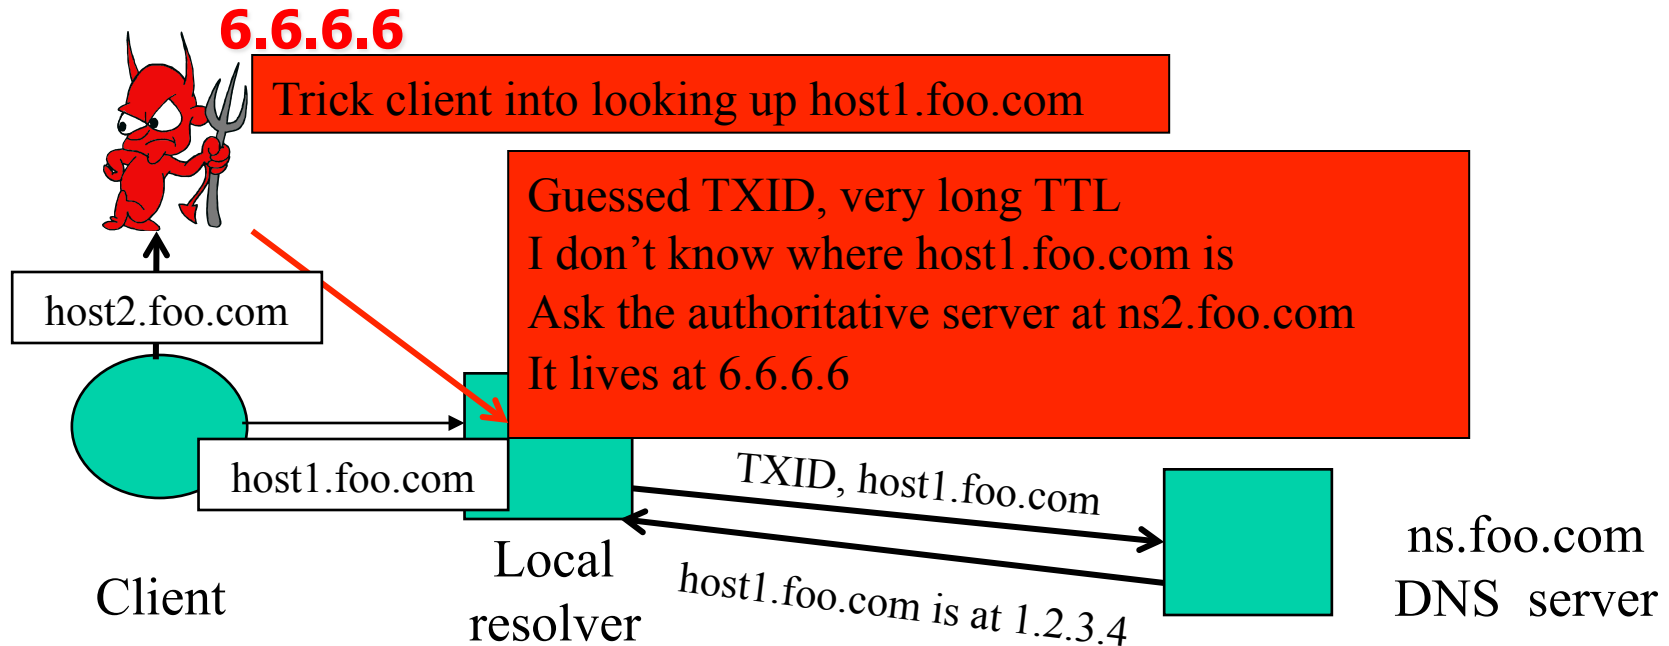 6.6.6.6
Trick client into looking up host1.foo.com
Guessed TXID, very long TTL
I don’t know where host1.foo.com is
Ask the authoritative server at ns2.foo.com
It lives at 6.6.6.6
host2.foo.com
host1.foo.com
TXID, host1.foo.com
host1.foo.com is at 1.2.3.4
Client
Local
resolver
ns.foo.com
DNS server